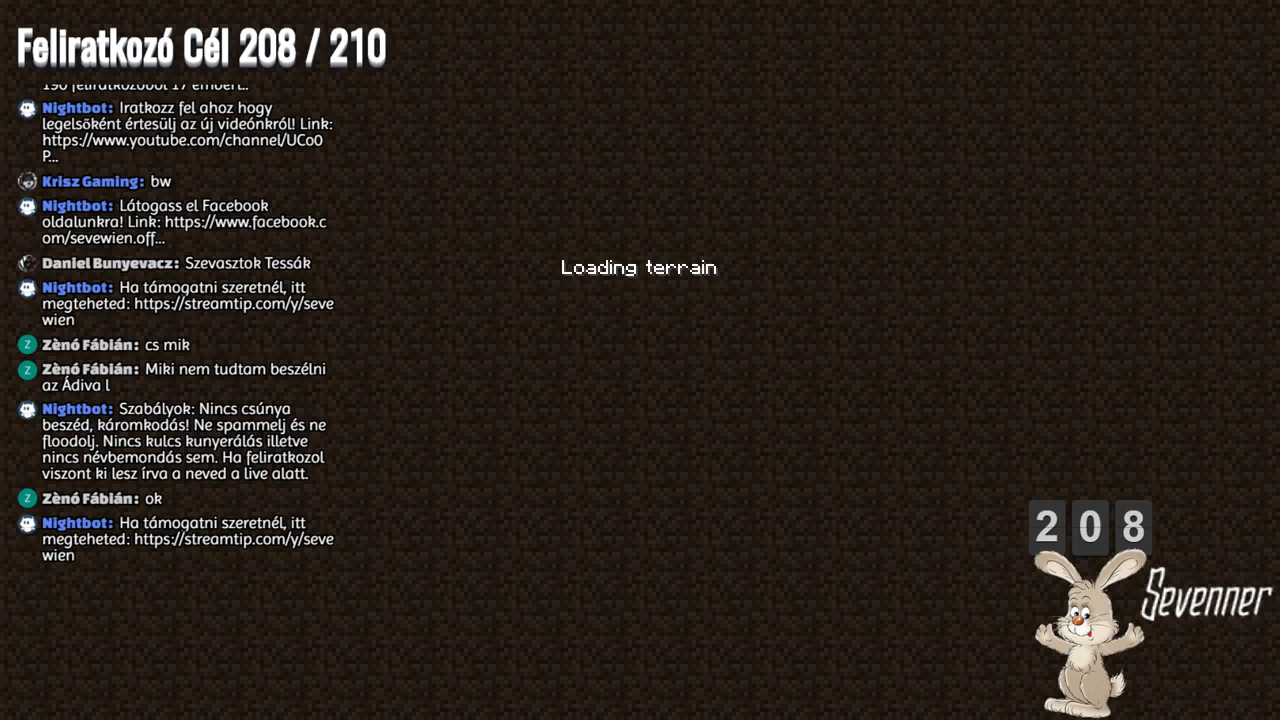 Feliratkozó Cél 208 / 210
190 feliratkozóból 17 embert..
Nightbot: Iratkozz fel ahoz hogy
legelsőként értesülj az új videónkról! Link:
https://www.youtube.com/channel/UCo0
P...
Krisz Gaming: bw
Nightbot: Látogass el Facebook
oldalunkra! Link: https://www.facebook.c
om/sevewien.off...
Daniel Bunyevacz: Szevasztok Tessák
Nightbot: Ha támogatni szeretnél, itt
megteheted: https://streamtip.com/y/seve
wien
Z Zènó Fábián: cs mik
Z Zènó Fábián: Miki nem tudtam beszélni
az Ádiva l
Nightbot: Szabályok: Nincs csúnya
beszéd, káromkodás! Ne spammelj és ne
floodolj. Nincs kulcs kunyerálás illetve
nincs névbemondás sem. Ha feliratkozol
viszont ki lesz írva a neved a live alatt.
Z Zènó Fábián: ok
Nightbot: Ha támogatni szeretnél, itt
megteheted: https://streamtip.com/y/seve
wien
Loading terrain
208
Sevenner